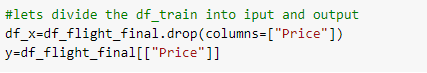 #lets divide the df_train into iput and output
df_x=df_flight_final.drop(columns=["Price"])
y=df_flight_final[["Price"]]